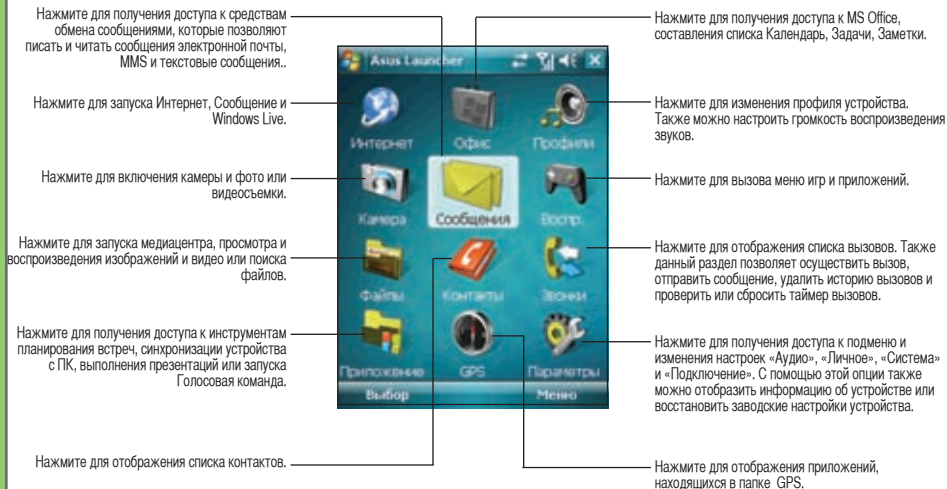 Нажмите для получения доступа к средствам
обмена сообщениями, которые позволяют
писать и читать сообщения электронной почты,
MMS и текстовые сообщения..
Нажмите для запуска Интернет, Сообщение и
Windows Live.
Нажмите для включения камеры и фото или
видеосъемки.
Нажмите для запуска медиацентра, просмотра и
воспроизведения изображений и видео или поиска
файлов.
Нажмите для получения доступа к инструментам
планирования встреч, синхронизации устройства
с ПК, выполнения презентаций или запуска
Голосовая команда.
Нажмите для отображения списка контактов.
Asus Launcher
Интернет Офис Профили
Камера Сообщения Воспр.
Файлы Контакты Звонки
Приложение GPS Параметры
Выбор Меню
Нажмите для получения доступа к MS Office,
составления списка Календарь, Задачи, Заметки.
Нажмите для изменения профиля устройства.
Также можно настроить громкость воспроизведения
звуков.
Нажмите для вызова меню игр и приложений.
Нажмите для отображения списка вызовов. Также
данный раздел позволяет осуществить вызов,
отправить сообщение, удалить историю вызовов и
проверить или сбросить таймер вызовов.
Нажмите для получения доступа к подменю и
изменения настроек «Аудио», «Личное», «Система»
и «Подключение». С помощью этой опции также
можно отобразить информацию об устройстве или
восстановить заводские настройки устройства.
Нажмите для отображения приложений,
находящихся в папке GPS.